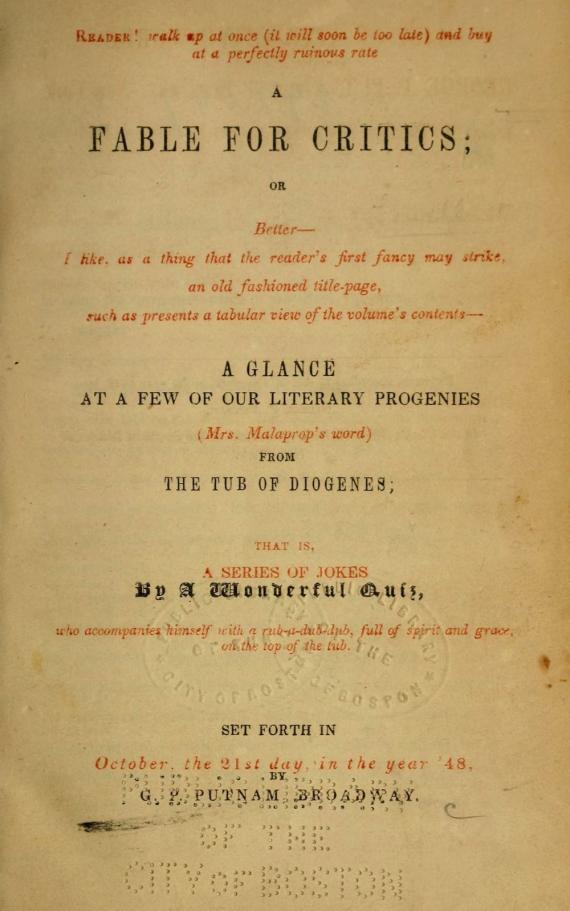 READER! walk up at once (it will soon be too late) and buy
at a perfectly ruinous rate
A
FABLE FOR CRITICS;
OR
Better—
I like, as a thing that the reader's first fancy may strike,
an old fashioned title-page,
such as presents a tabular view of the volume's contents—
A GLANCE
AT A FEW OF OUR LITERARY PROGENIES
(Mrs. Malaprop's word)
FROM
THE TUB OF DIOGENES;
THAT IS,
A SERIES OF JOKES
By A Wonderful Quiz,
who accompanies himself with a rub-a-dub-dub, full of spirit and grace,
on the top of the tub.
SET FORTH IN
October, the 21st day, in the year '48,
BY
G. P. PUTNAM, BROADWAY.
OF THE
CITY OF BOSTON